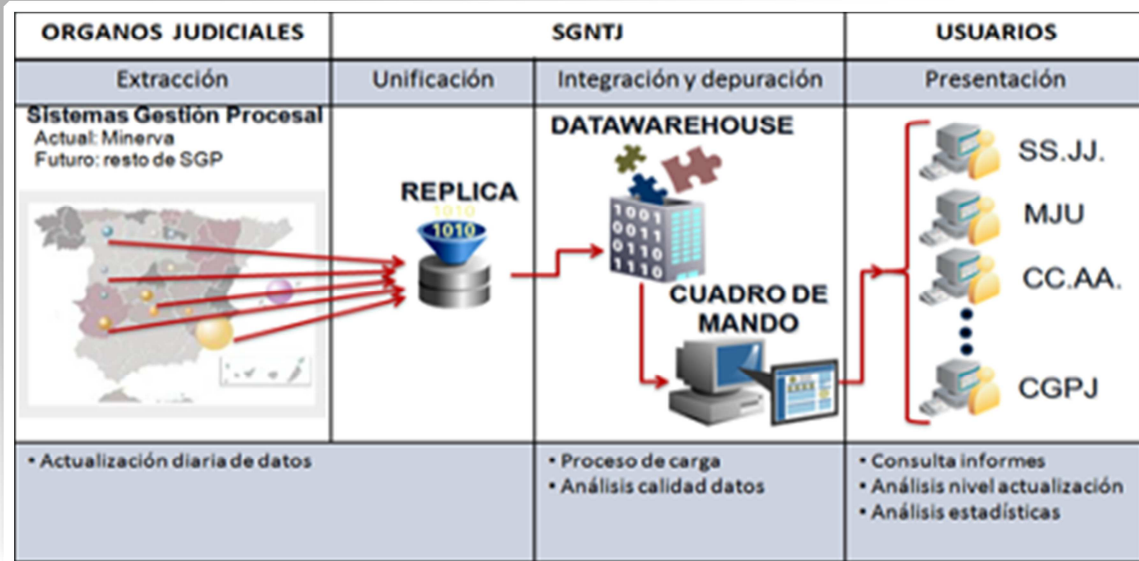 ORGANOS JUDICIALES
SGNTJ
USUARIOS
Extracción
Unificación
Integración y depuración
Presentación
Sistemas Gestión Procesal
Actual: Minerva
Futuro: resto de SGP
REPLICA
1010
1010
DATAWAREHOUSE
1001
0011
0110
1110
CUADRO DE
MANDO
SS.JJ.
MJU
CC.AA.
CGPJ
• Actualización diaria de datos
• Proceso de carga
• Análisis calidad datos
• Consulta informes
• Análisis nivel actualización
• Análisis estadísticas